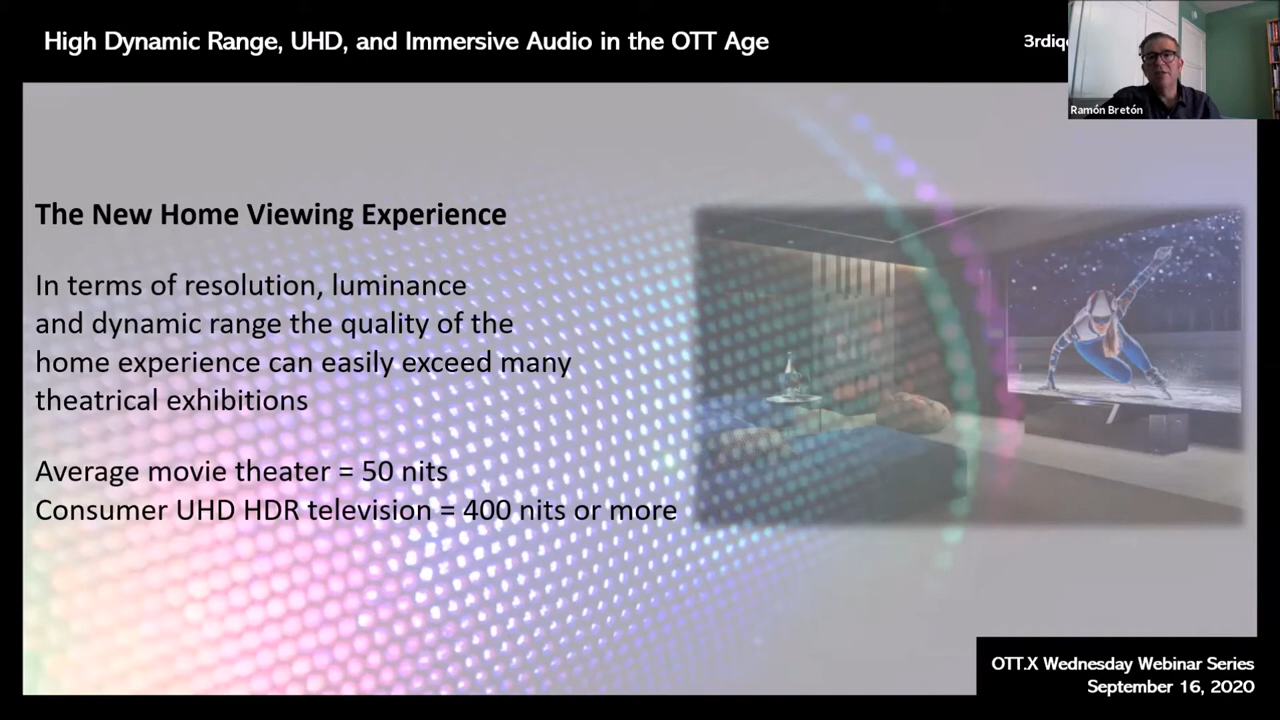 High Dynamic Range, UHD, and Immersive Audio in the OTT Age
Ramón Bretón
The New Home Viewing Experience
In terms of resolution, luminance
and dynamic range the quality of the
home experience can easily exceed many
theatrical exhibitions
Average movie theater = 50 nits
Consumer UHD HDR television = 400 nits or more
OTT.X Wednesday Webinar Series
September 16, 2020